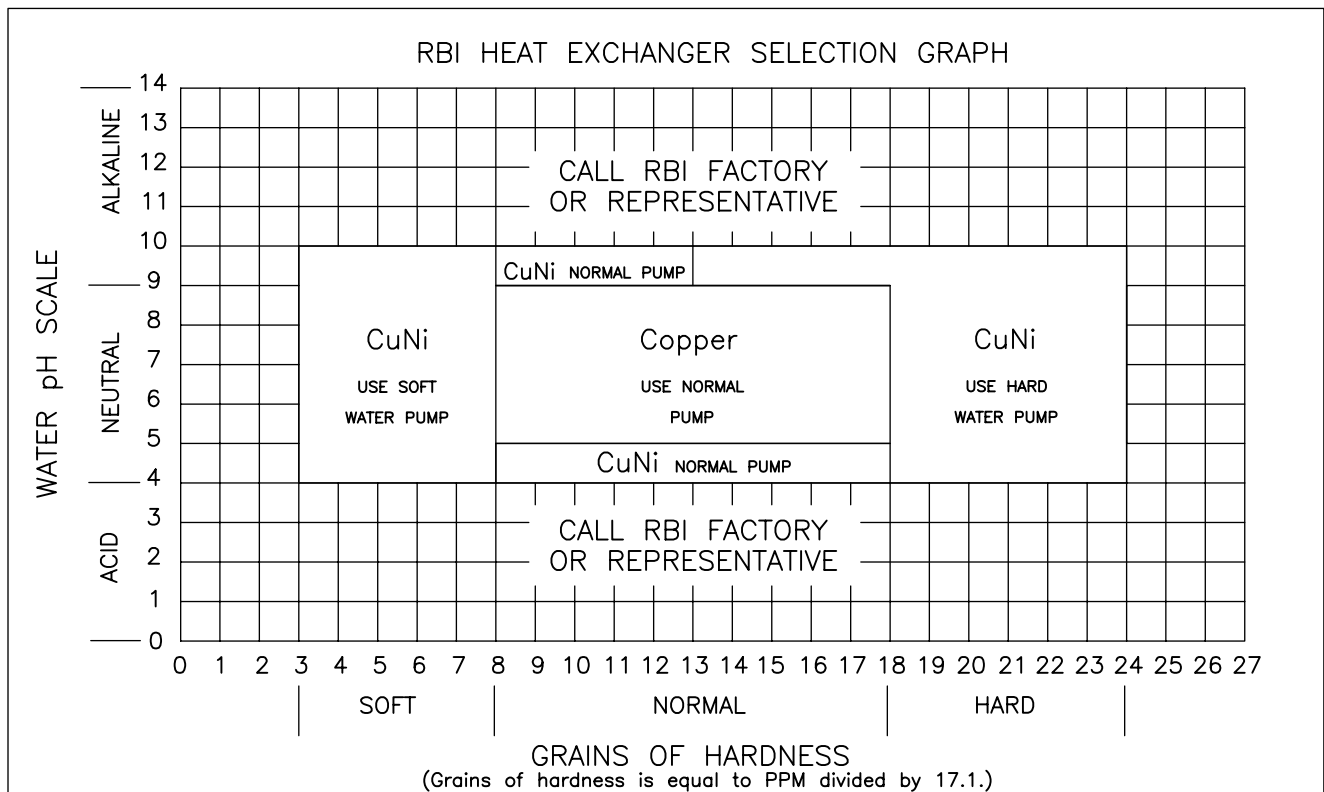 RBI HEAT EXCHANGER SELECTION GRAPH
WATER pH SCALE
ALKALINE
NEUTRAL
ACID
14
13
12
11
10
9
8
7
6
5
4
3
2
1
0
CALL RBI FACTORY
OR REPRESENTATIVE
CuNi NORMAL PUMP
CuNi
USE SOFT
WATER PUMP
Copper
USE NORMAL
PUMP
CuNi
USE HARD
WATER PUMP
CuNi NORMAL PUMP
CALL RBI FACTORY
OR REPRESENTATIVE
0 1 2 3 4 5 6 7 8 9 10 11 12 13 14 15 16 17 18 19 20 21 22 23 24 25 26 27
SOFT NORMAL HARD
GRAINS OF HARDNESS
(Grains of hardness is equal to PPM divided by 17.1.)